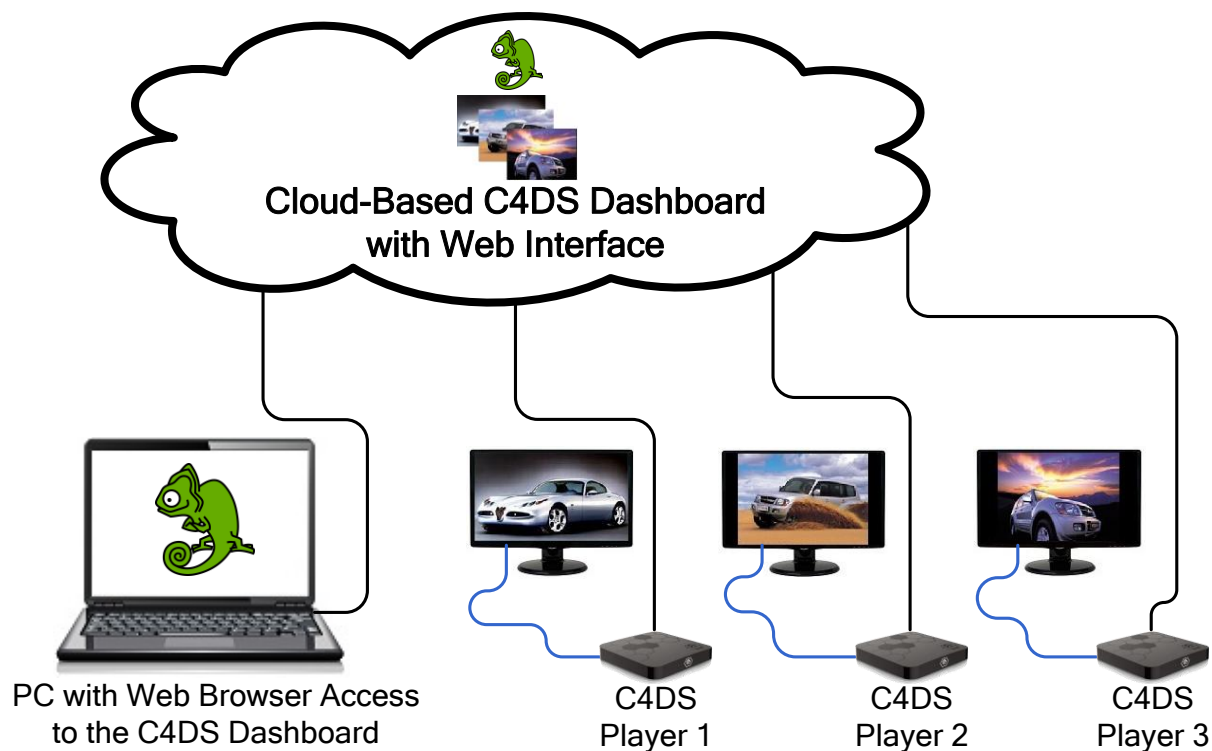 Cloud-Based C4DS Dashboard
with Web Interface
PC with Web Browser Access
to the C4DS Dashboard
C4DS
Player 1
C4DS
Player 2
C4DS
Player 3